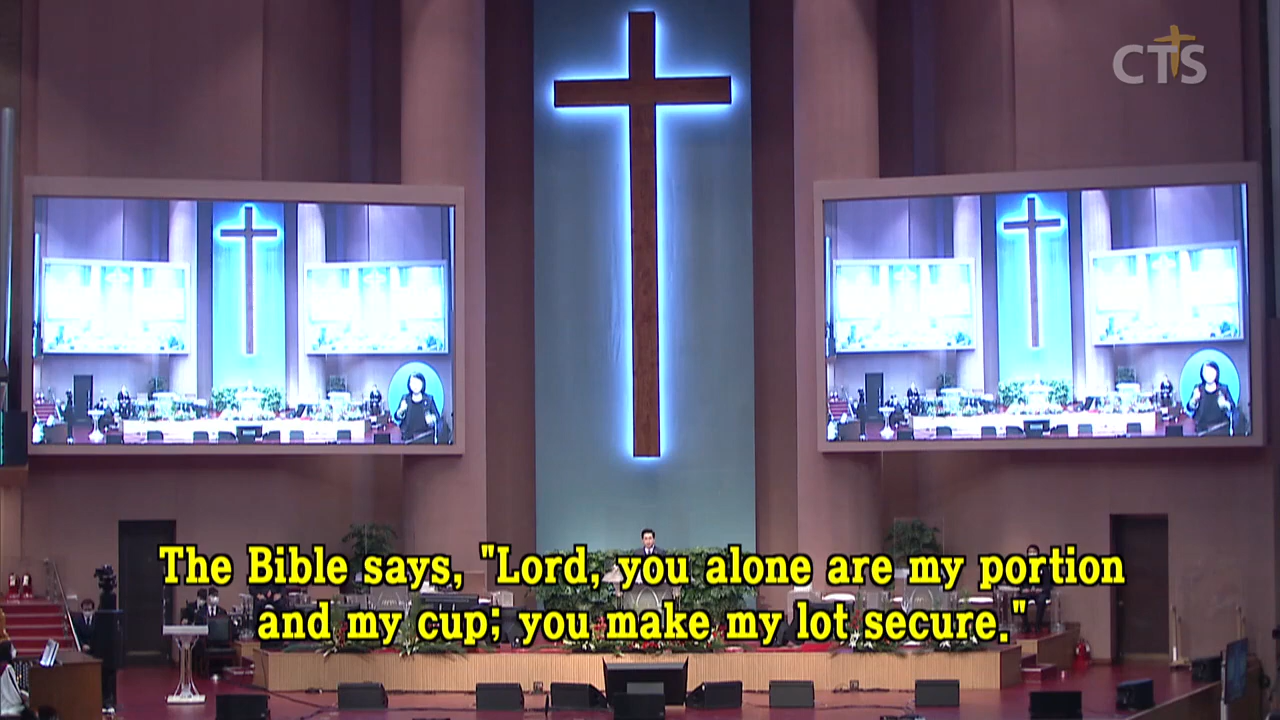 CTS
The Bible says, "Lord, you alone are my portion
and my cup; you make my lot secure."